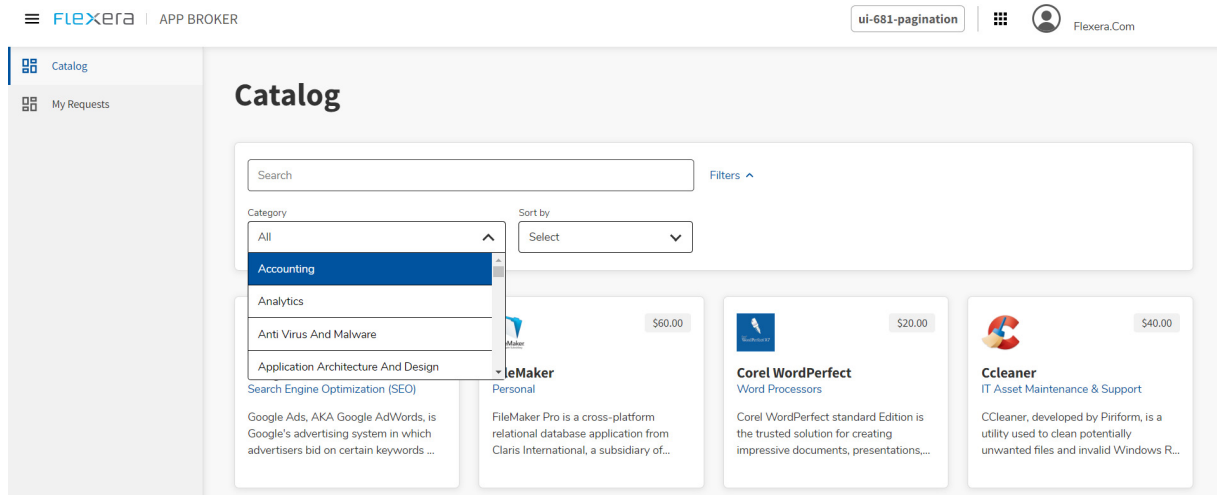 FLEXERA APP BROKER
ui-681-pagination
Flexera.Com
Catalog
My Requests
Catalog
Search
Filters
Category
Sort by
All
Select
Accounting
Analytics
Anti Virus And Malware
Application Architecture And Design
Search Engine Optimization (SEO)
Google Ads, AKA Google AdWords, is
Google's advertising system in which
advertisers bid on certain keywords ...
$60.00
leMaker
Personal
FileMaker Pro is a cross-platform
relational database application from
Claris International, a subsidiary of...
$20.00
Corel WordPerfect
Word Processors
Corel WordPerfect standard Edition is
the trusted solution for creating
impressive documents, presentations,...
$40.00
Ccleaner
IT Asset Maintenance & Support
CCleaner, developed by Piriform, is a
utility used to clean potentially
unwanted files and invalid Windows R...